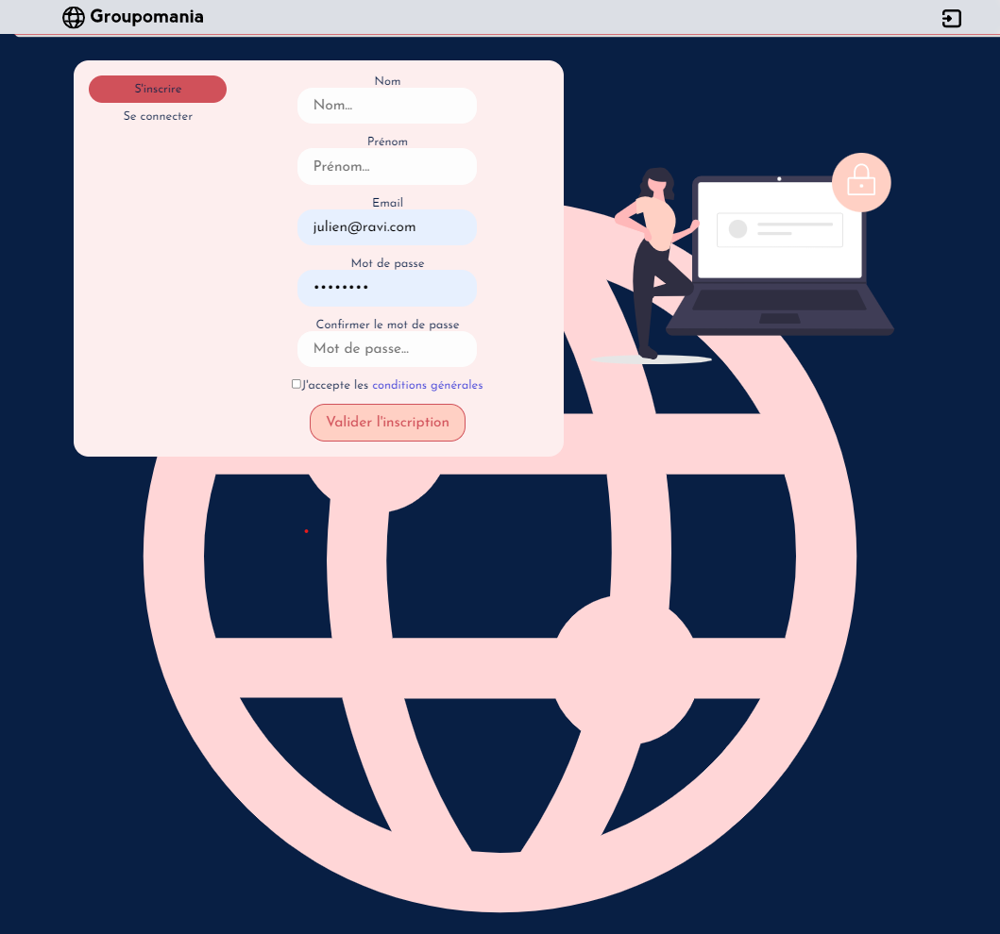 Groupomania
S'inscrire
Se connecter
Nom
Nom...
Prénom
Prénom...
Email
julien@ravi.com
Mot de passe
••••••••
Confirmer le mot de passe
Mot de passe...
J'accepte les conditions générales
Valider l'inscription